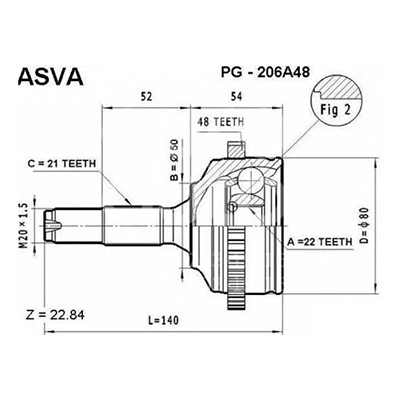 ASVA
PG - 206A48
52
54
48 TEETH
Fig 2
C = 21 TEETH
B = Ø 50
M20 × 1,5
A =22 TEETH
D= φ80
Z = 22.84
L=140